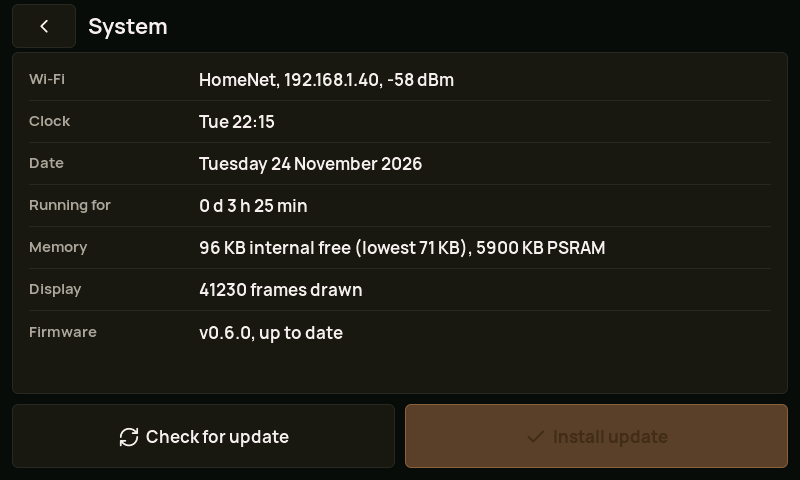 System
Wi-Fi HomeNet, 192.168.1.40, -58 dBm
Clock Tue 22:15
Date Tuesday 24 November 2026
Running for 0 d 3 h 25 min
Memory 96 KB internal free (lowest 71 KB), 5900 KB PSRAM
Display 41230 frames drawn
Firmware v0.6.0, up to date
Check for update Install update